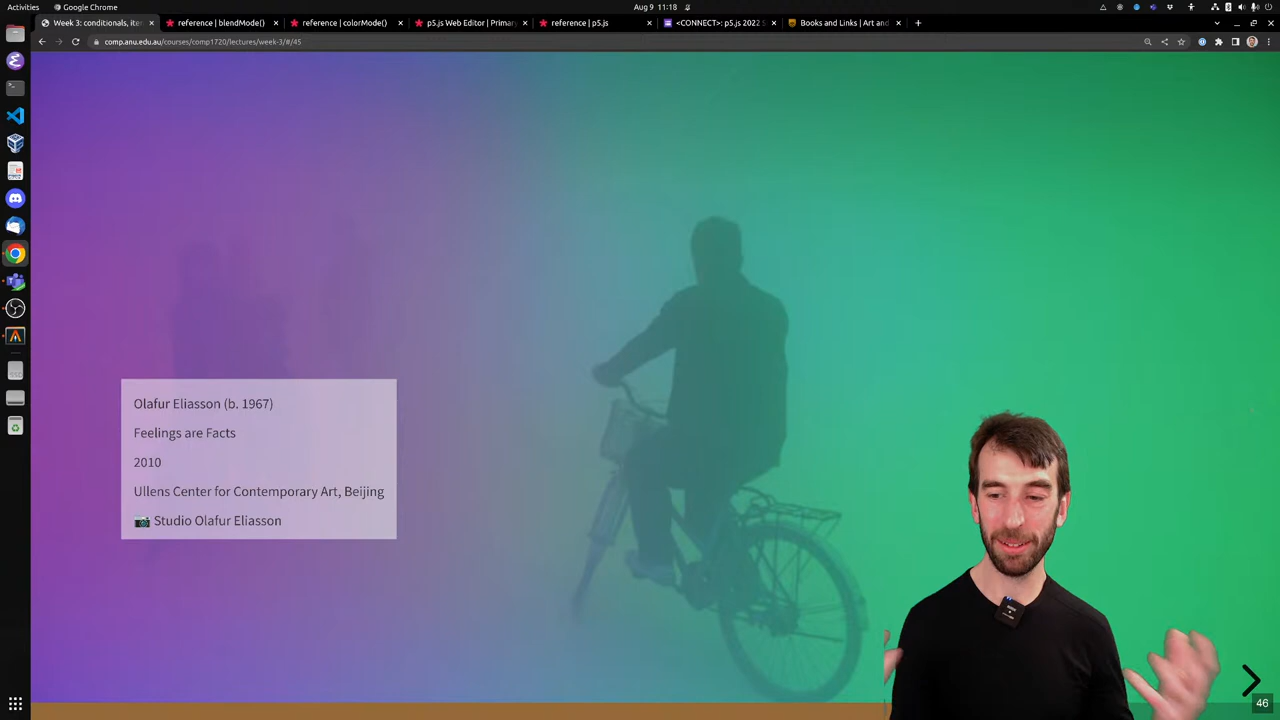 Activities
Google Chrome
Aug 9 11:18
Week 3: conditionals, ite
reference | blendMode()
reference | colorMode()
p5.js Web Editor | Primary
reference | p5.js
<CONNECT>: p5.js 2022 S
Books and Links | Art and
comp.anu.edu.au/courses/comp1720/lectures/week-3/#/45
Olafur Eliasson (b. 1967)
Feelings are Facts
2010
Ullens Center for Contemporary Art, Beijing
Studio Olafur Eliasson
46